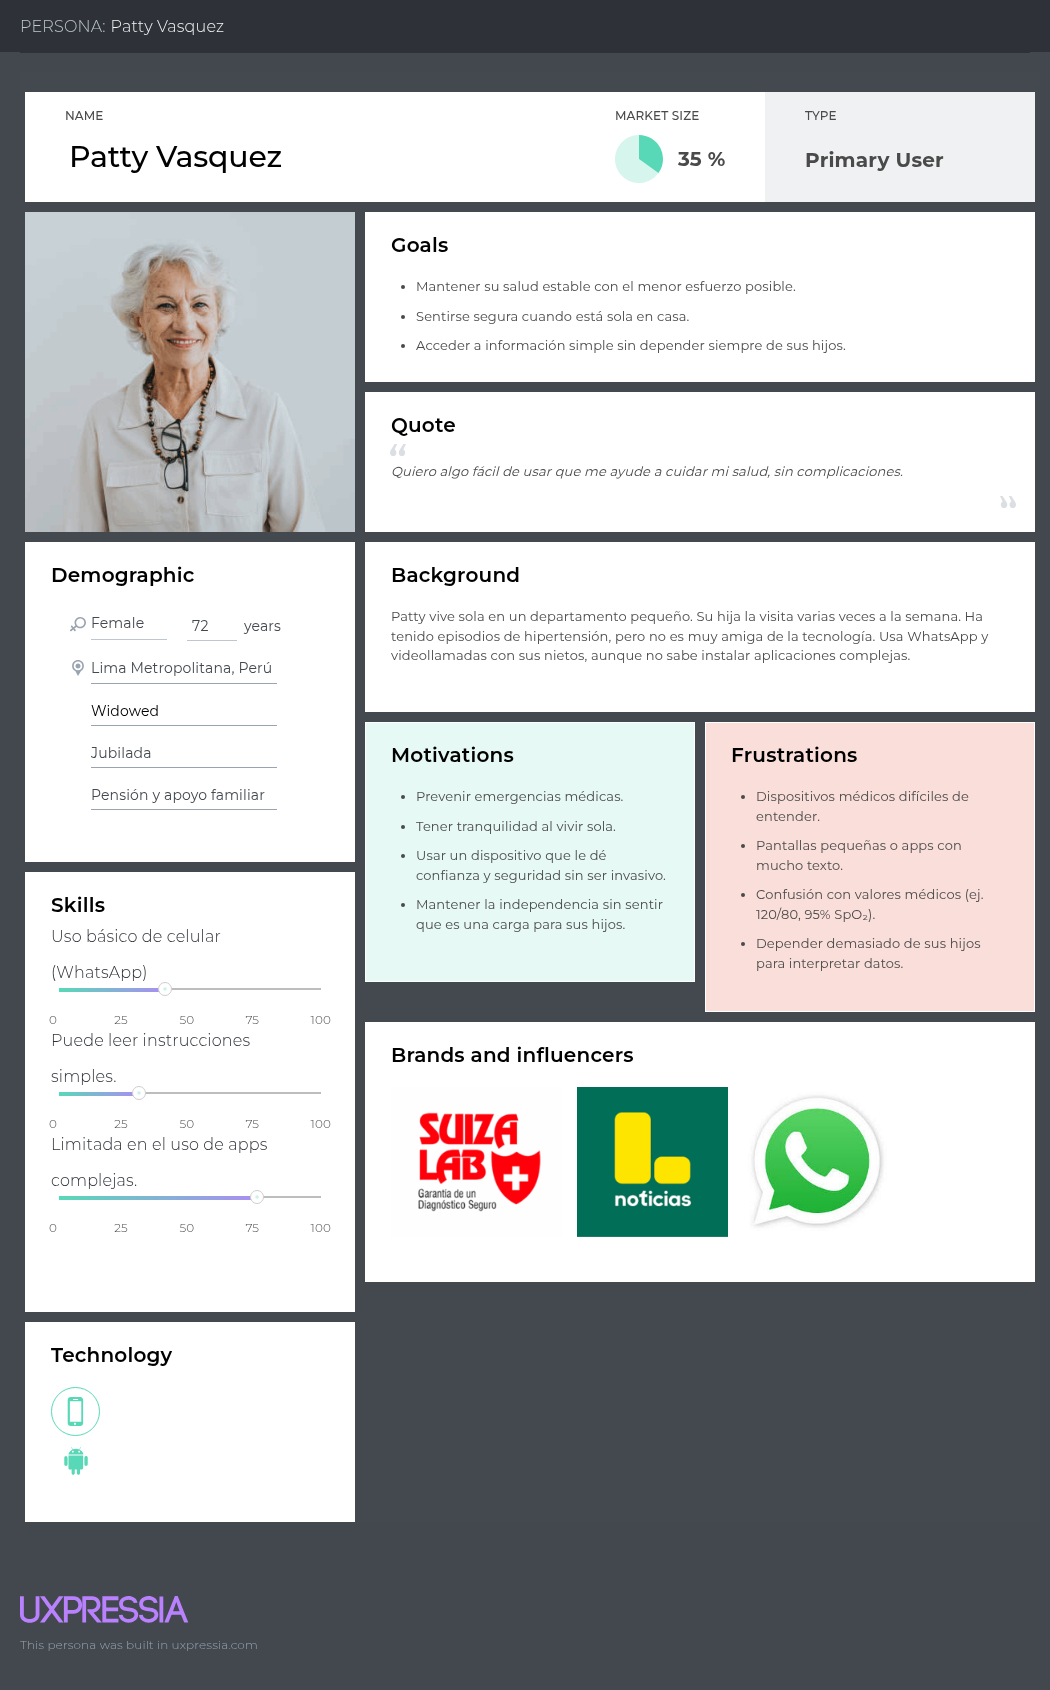 PERSONA: Patty Vasquez
NAME
Patty Vasquez
MARKET SIZE
35 %
TYPE
Primary User
Goals
• Mantener su salud estable con el menor esfuerzo posible.
• Sentirse segura cuando está sola en casa.
• Acceder a información simple sin depender siempre de sus hijos.
Quote
“
Quiero algo fácil de usar que me ayude a cuidar mi salud, sin complicaciones.
”
Demographic
Female 72 years
Lima Metropolitana, Perú
Widowed
Jubilada
Pensión y apoyo familiar
Background
Patty vive sola en un departamento pequeño. Su hija la visita varias veces a la semana. Ha
tenido episodios de hipertensión, pero no es muy amiga de la tecnología. Usa WhatsApp y
videollamadas con sus nietos, aunque no sabe instalar aplicaciones complejas.
Motivations
• Prevenir emergencias médicas.
• Tener tranquilidad al vivir sola.
• Usar un dispositivo que le dé
confianza y seguridad sin ser invasivo.
• Mantener la independencia sin sentir
que es una carga para sus hijos.
Frustrations
• Dispositivos médicos difíciles de
entender.
• Pantallas pequeñas o apps con
mucho texto.
• Confusión con valores médicos (ej.
120/80, 95% SpO₂).
• Depender demasiado de sus hijos
para interpretar datos.
Skills
Uso básico de celular
(WhatsApp)
0 25 50 75 100
Puede leer instrucciones
simples.
0 25 50 75 100
Limitada en el uso de apps
complejas.
0 25 50 75 100
Brands and influencers
SUIZA
LAB
Garantía de un
Diagnóstico Seguro
noticias
Technology
UXPRESSIA
This persona was built in uxpressia.com